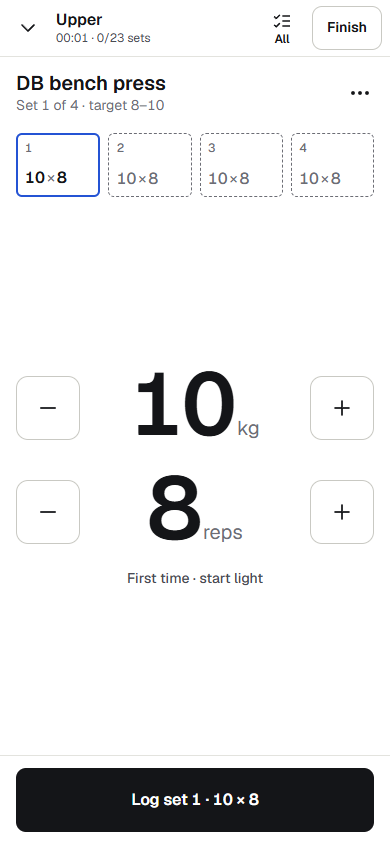 Upper
00:01 · 0/23 sets
All
Finish
DB bench press
Set 1 of 4 · target 8–10
1
10×8
2
10×8
3
10×8
4
10×8
10 kg
8 reps
First time · start light
Log set 1 · 10 × 8